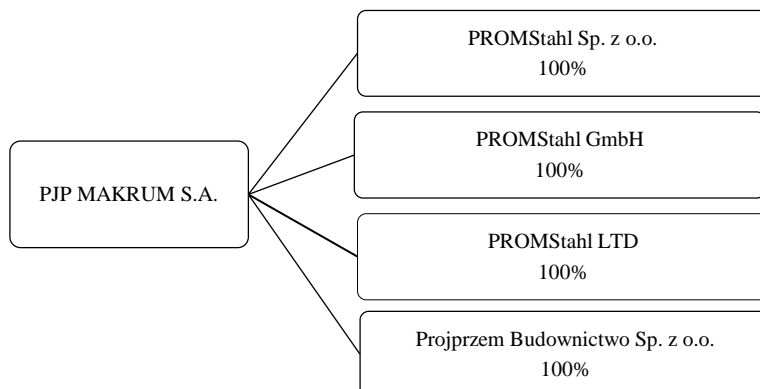 PROMStahl Sp. z o.o.
100%
PROMStahl GmbH
100%
PJP MAKRUM S.A.
PROMStahl LTD
100%
Projprzem Budownictwo Sp. z o.o.
100%